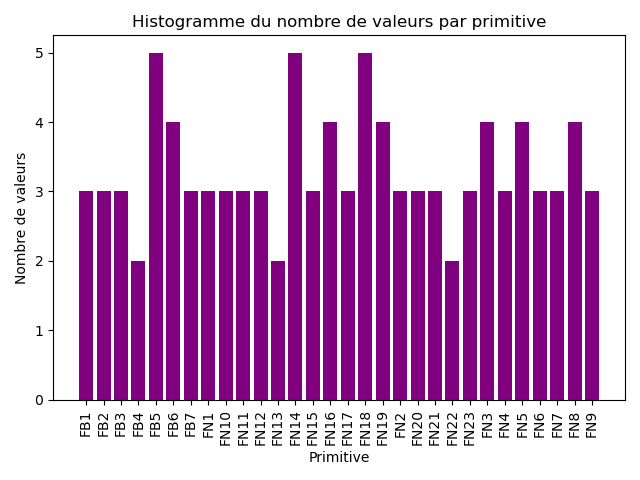 Histogramme du nombre de valeurs par primitive
Nombre de valeurs
5
4
3
2
1
0
FB1 FB2 FB3 FB4 FB5 FB6 FB7 FN1 FN10 FN11 FN12 FN13 FN14 FN15 FN16 FN17 FN18 FN19 FN2 FN20 FN21 FN22 FN23 FN3 FN4 FN5 FN6 FN7 FN8 FN9
Primitive